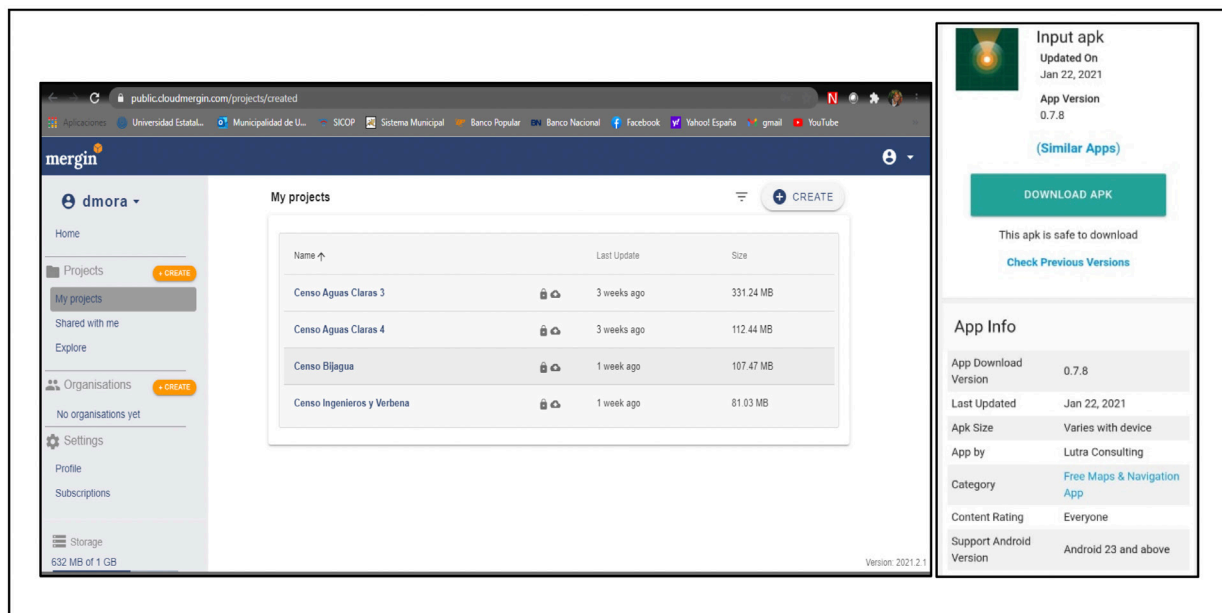 public.cloudmergin.com/projects/created
Aplicaciones Universidad Estatal... Municipalidad de U... SICOP Sistema Municipal Banco Popular BN Banco Nacional Facebook Yahoo! España gmail YouTube
mergin
dmora
Home
Projects + CREATE
My projects
Shared with me
Explore
Organisations + CREATE
No organisations yet
Settings
Profile
Subscriptions
Storage
632 MB of 1 GB
My projects CREATE
Name Last Update Size
Censo Aguas Claras 3 3 weeks ago 331.24 MB
Censo Aguas Claras 4 3 weeks ago 112.44 MB
Censo Bijagua 1 week ago 107.47 MB
Censo Ingenieros y Verbena 1 week ago 81.03 MB
Version: 2021.2.1
Input apk
Updated On
Jan 22, 2021
App Version
0.7.8
(Similar Apps)
DOWNLOAD APK
This apk is safe to download
Check Previous Versions
App Info
App Download Version 0.7.8
Last Updated Jan 22, 2021
Apk Size Varies with device
App by Lutra Consulting
Category Free Maps & Navigation App
Content Rating Everyone
Support Android Version Android 23 and above